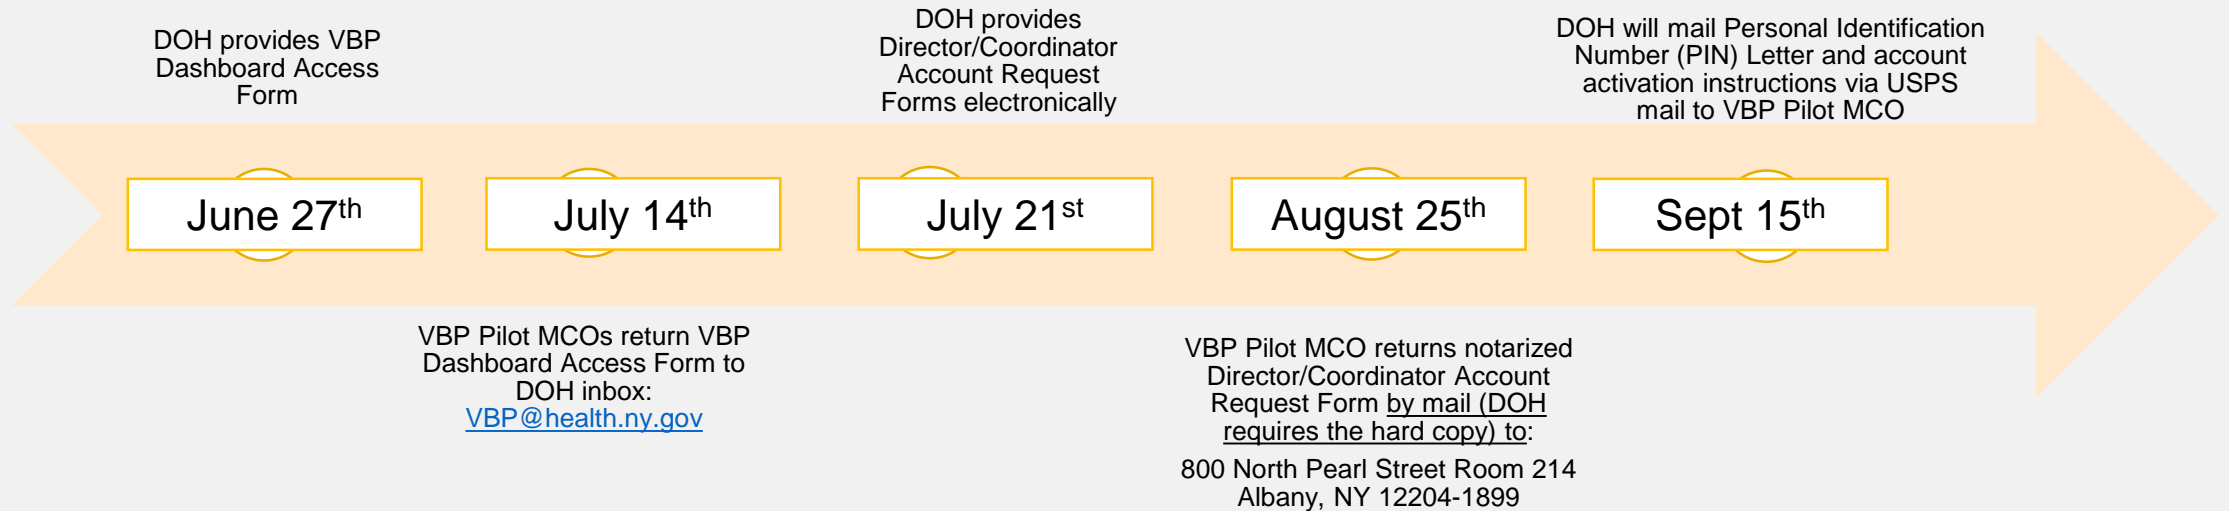 DOH provides VBP
Dashboard Access
Form
DOH provides
Director/Coordinator
Account Request
Forms electronically
DOH will mail Personal Identification
Number (PIN) Letter and account
activation instructions via USPS
mail to VBP Pilot MCO
June 27th
July 14th
July 21st
August 25th
Sept 15th
VBP Pilot MCOs return VBP
Dashboard Access Form to
DOH inbox:
VBP@health.ny.gov
VBP Pilot MCO returns notarized
Director/Coordinator Account
Request Form by mail (DOH
requires the hard copy) to:
800 North Pearl Street Room 214
Albany, NY 12204-1899